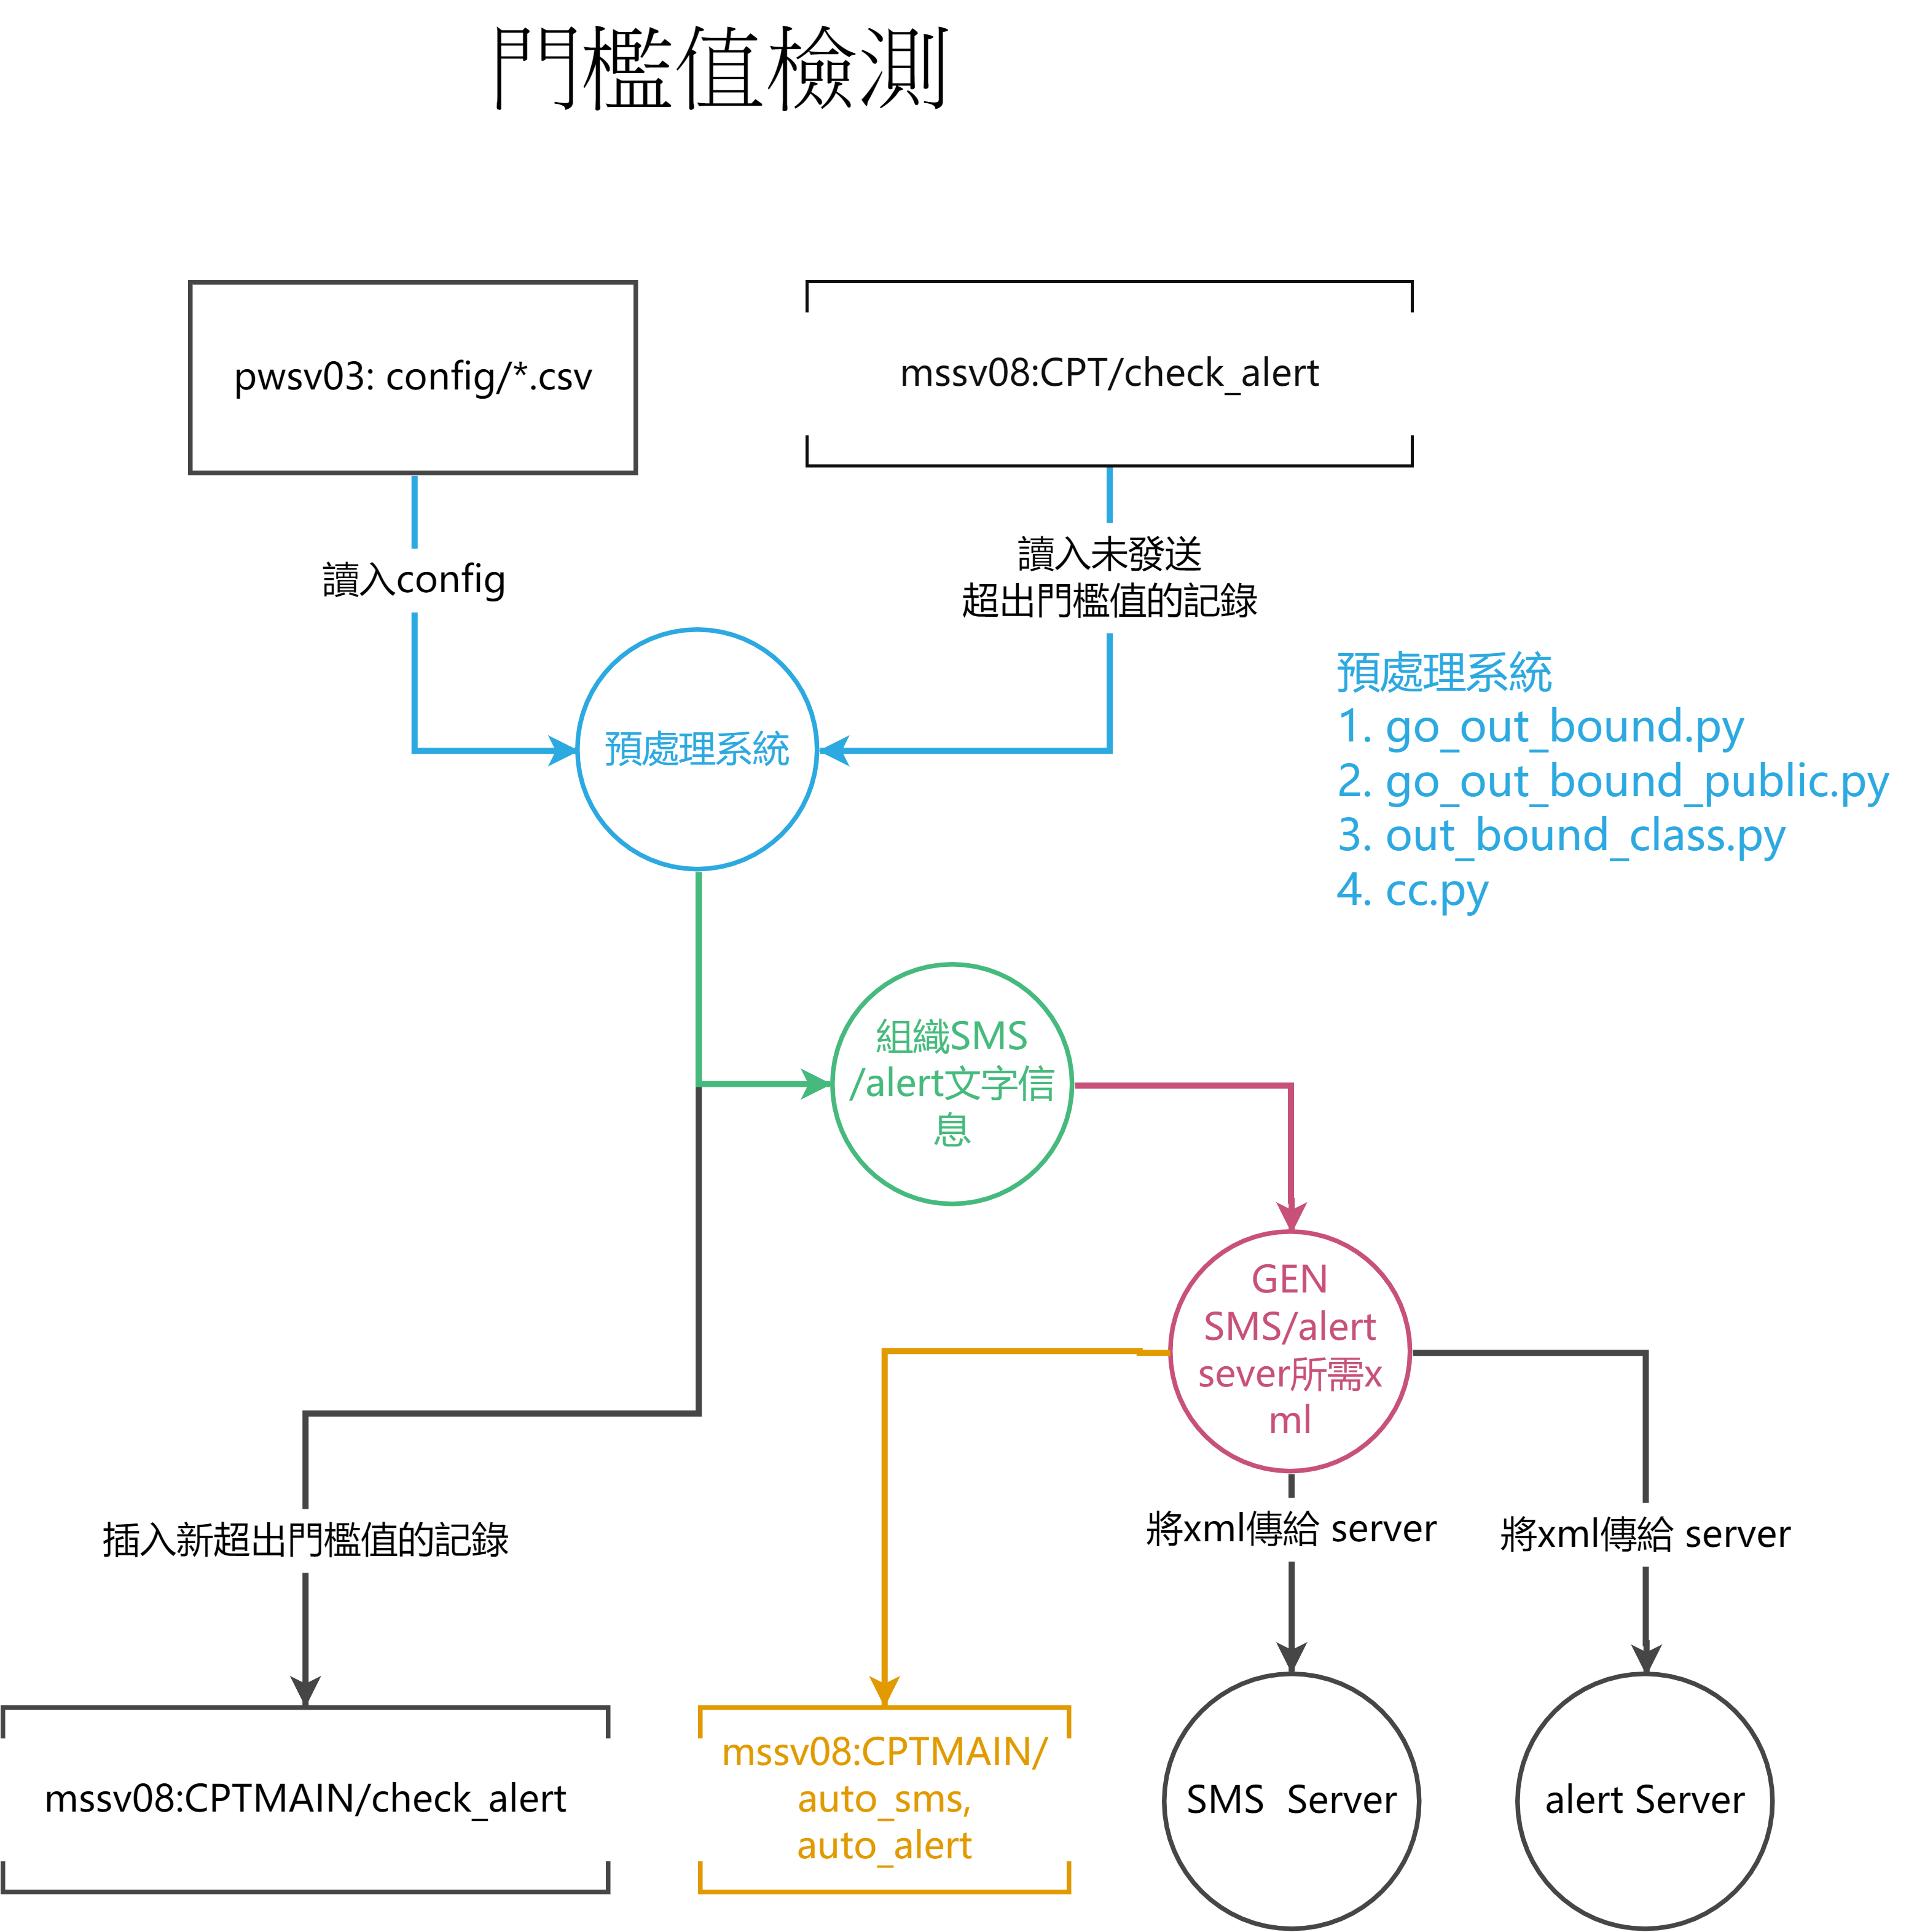 門檻值檢測
pwsv03: config/*.csv
mssv08:CPT/check_alert
讀入config
讀入未發送
超出門檻值的記錄
預處理系統
預處理系統
1. go_out_bound.py
2. go_out_bound_public.py
3. out_bound_class.py
4. cc.py
組織SMS
/alert文字信
息
GEN
SMS/alert
sever所需x
ml
插入新超出門檻值的記錄
將xml傳給 server
將xml傳給 server
mssv08:CPTMAIN/check_alert
mssv08:CPTMAIN/
auto_sms,
auto_alert
SMS  Server
alert Server